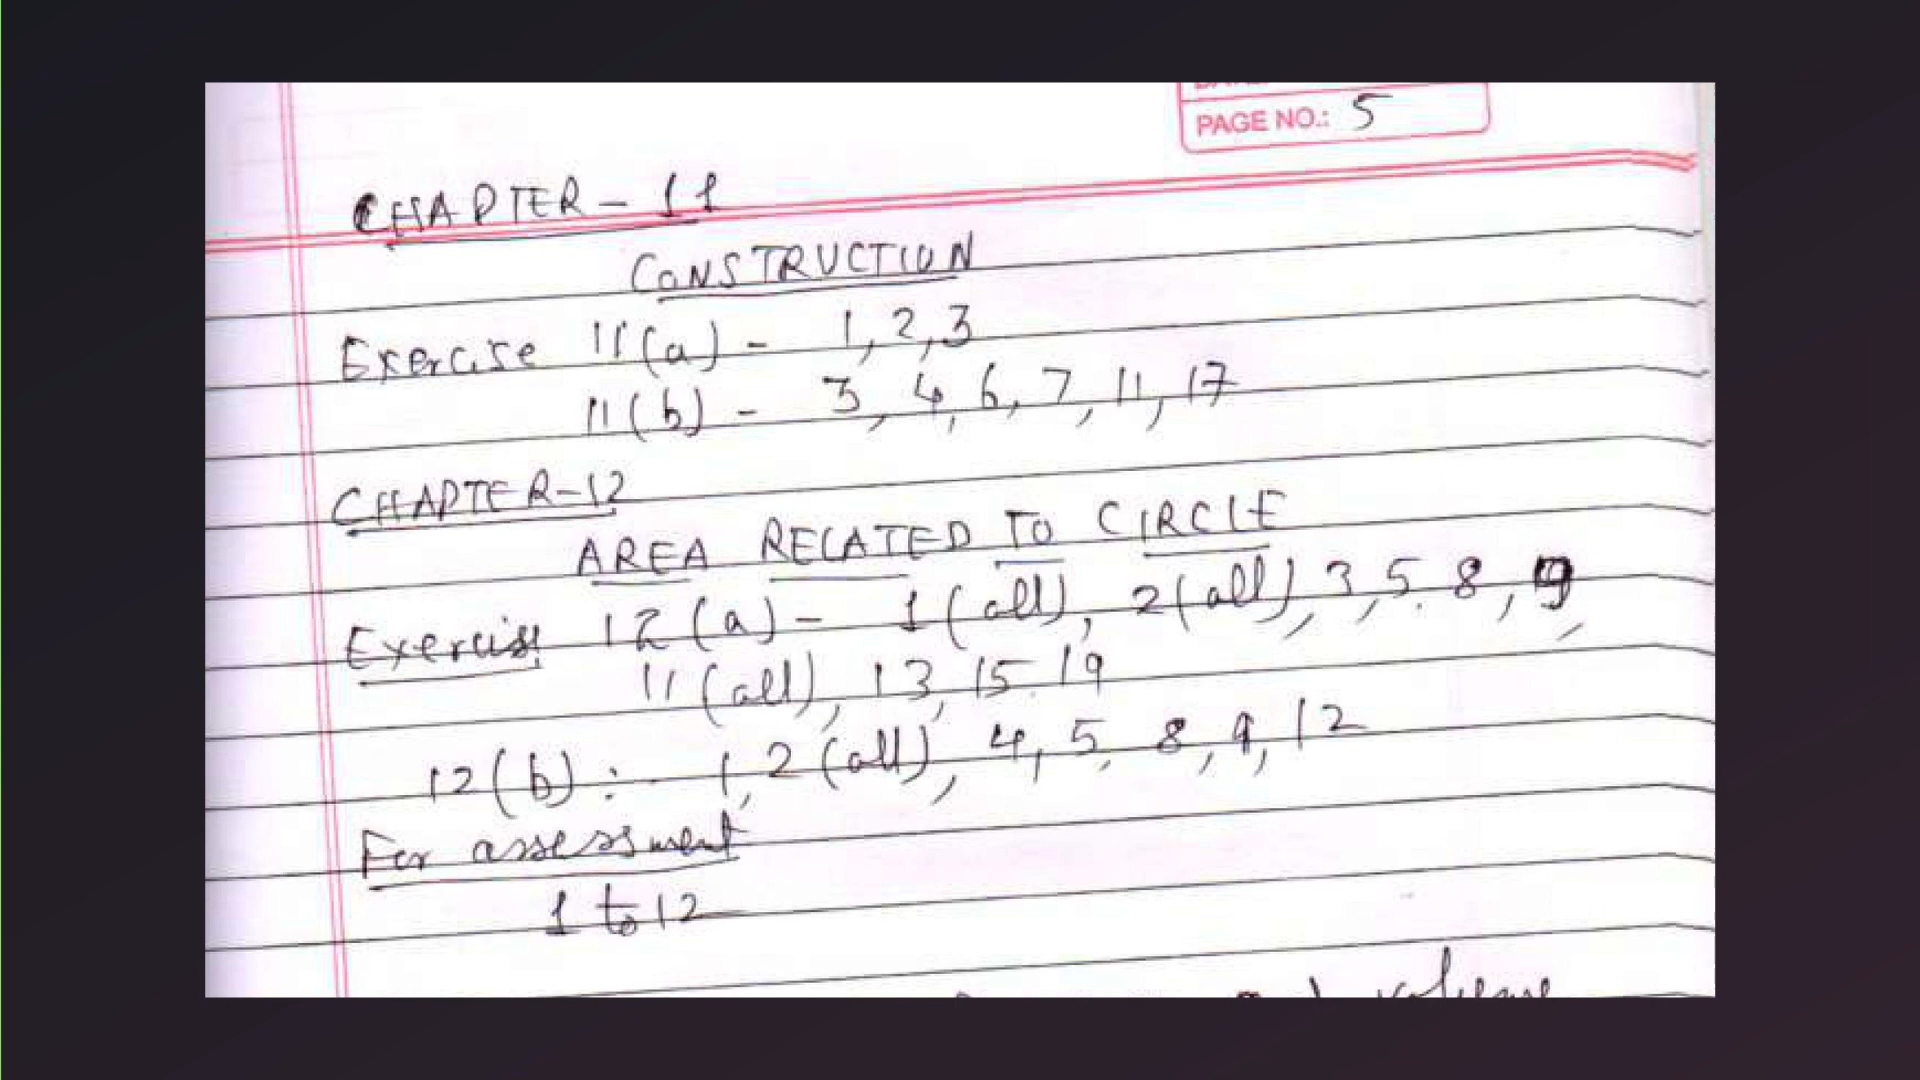 PAGE NO.: 5
CHAPTER - 11
CONSTRUCTION
Exercise 11(a) - 1, 2, 3
11(b) - 3, 4, 6, 7, 11, 17
CHAPTER-12
AREA RELATED TO CIRCLE
Exercise 12(a) - 1(all), 2(all), 3, 5. 8, 9,
11(all), 13, 15. 19
12(b): - 1, 2(all), 4, 5, 8, 9, 12
For assessment
1 to 12
volume